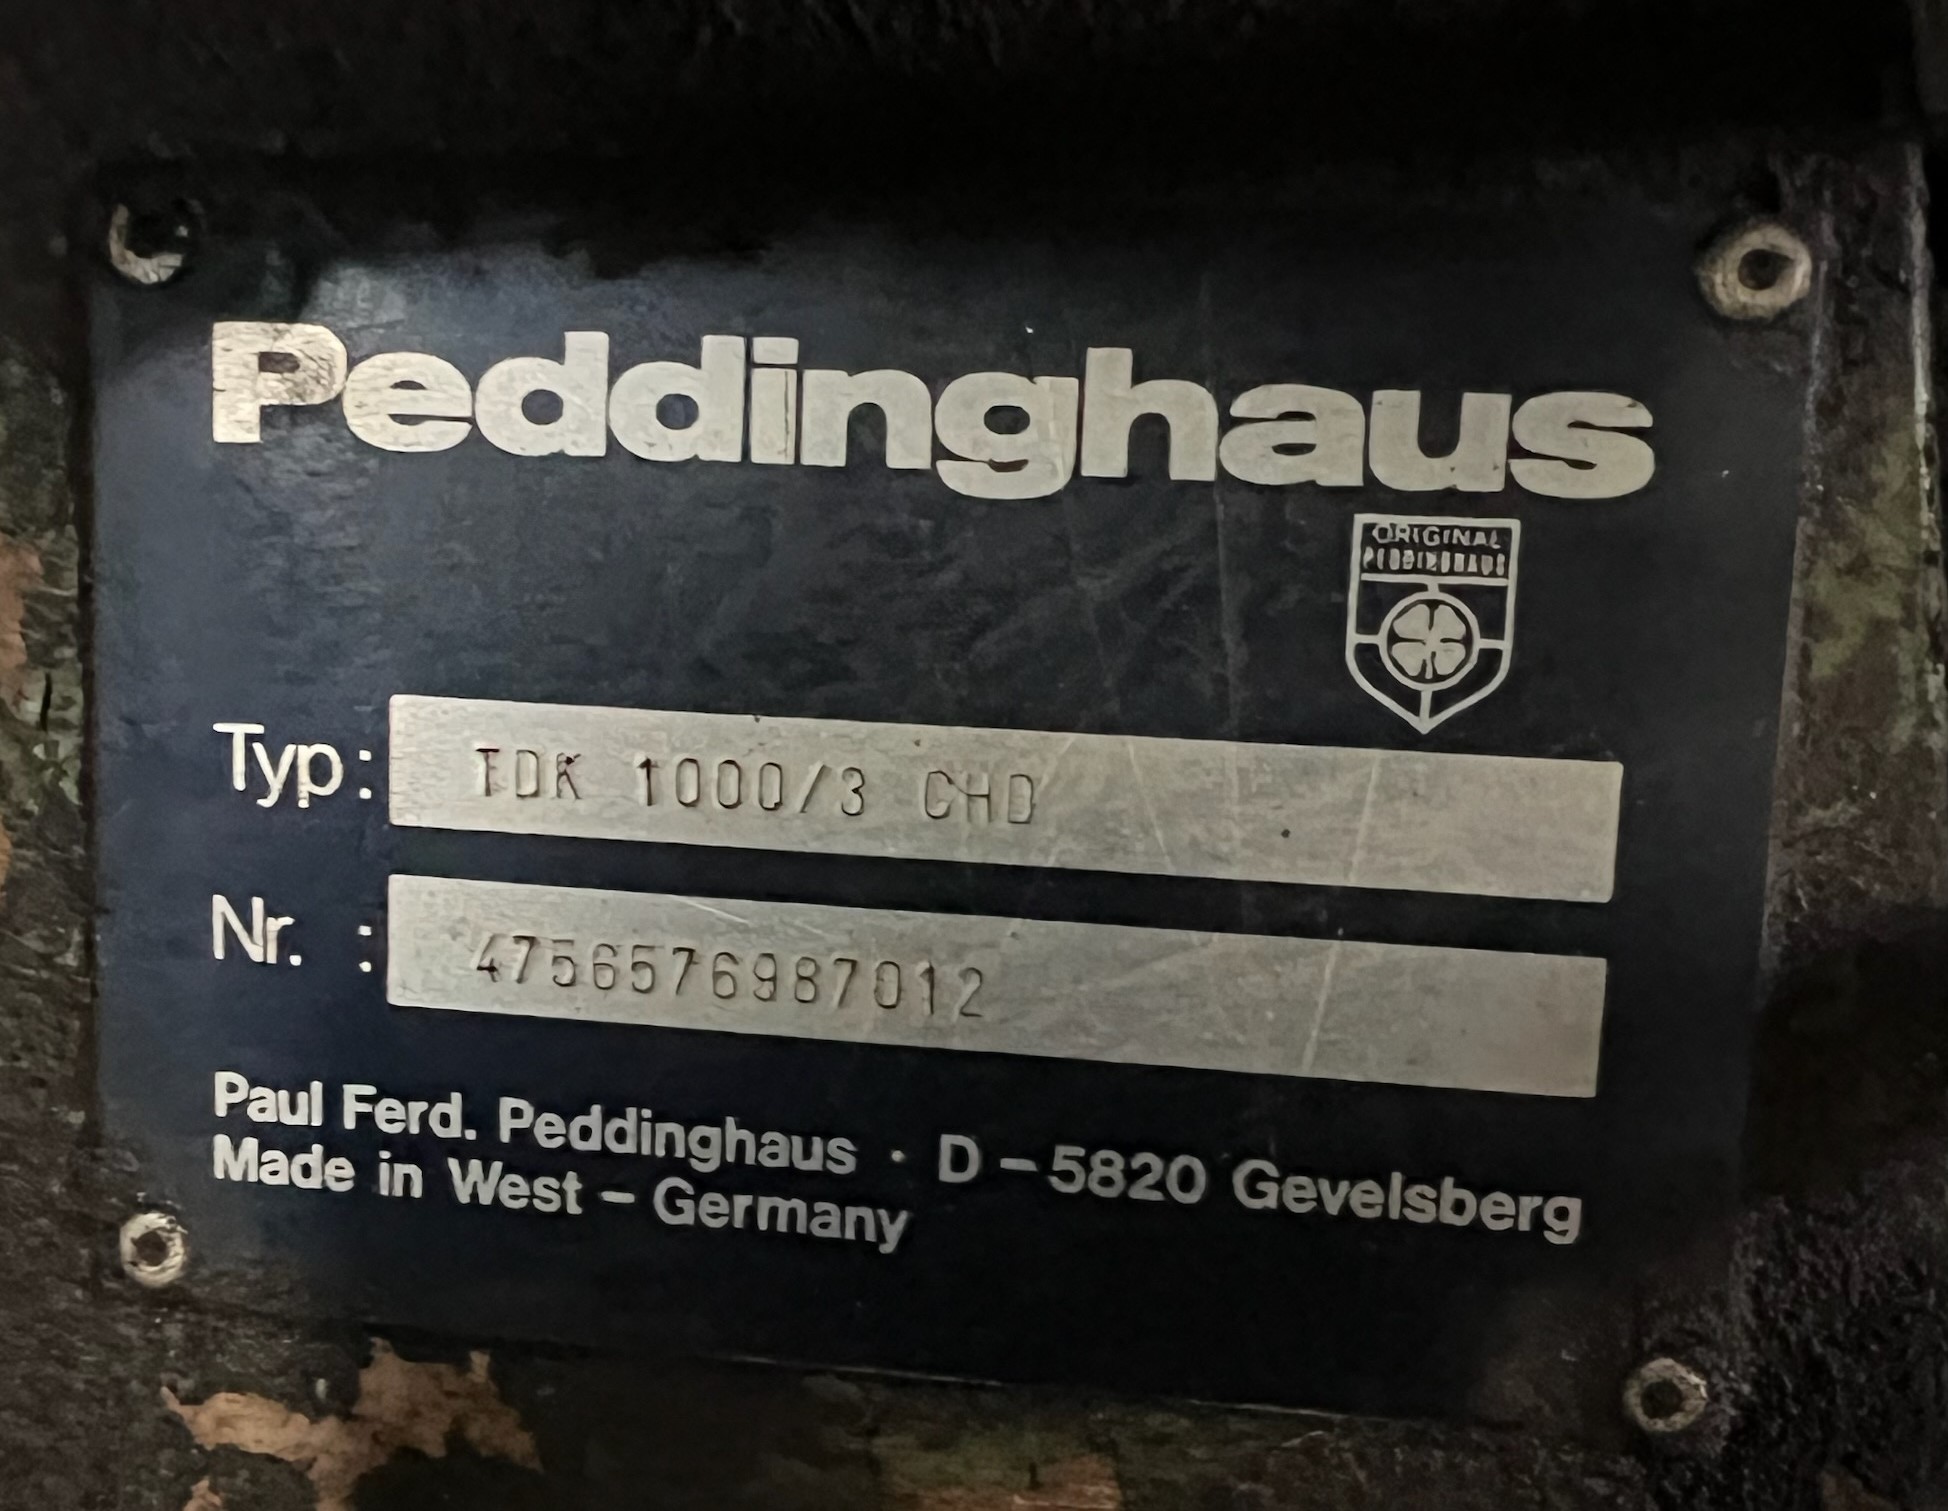 Peddinghaus
ORIGINAL
PEDDINGHAUS
Typ: TDK 1000/3 CHD
Nr. : 4756576987012
Paul Ferd. Peddinghaus · D-5820 Gevelsberg
Made in West-Germany